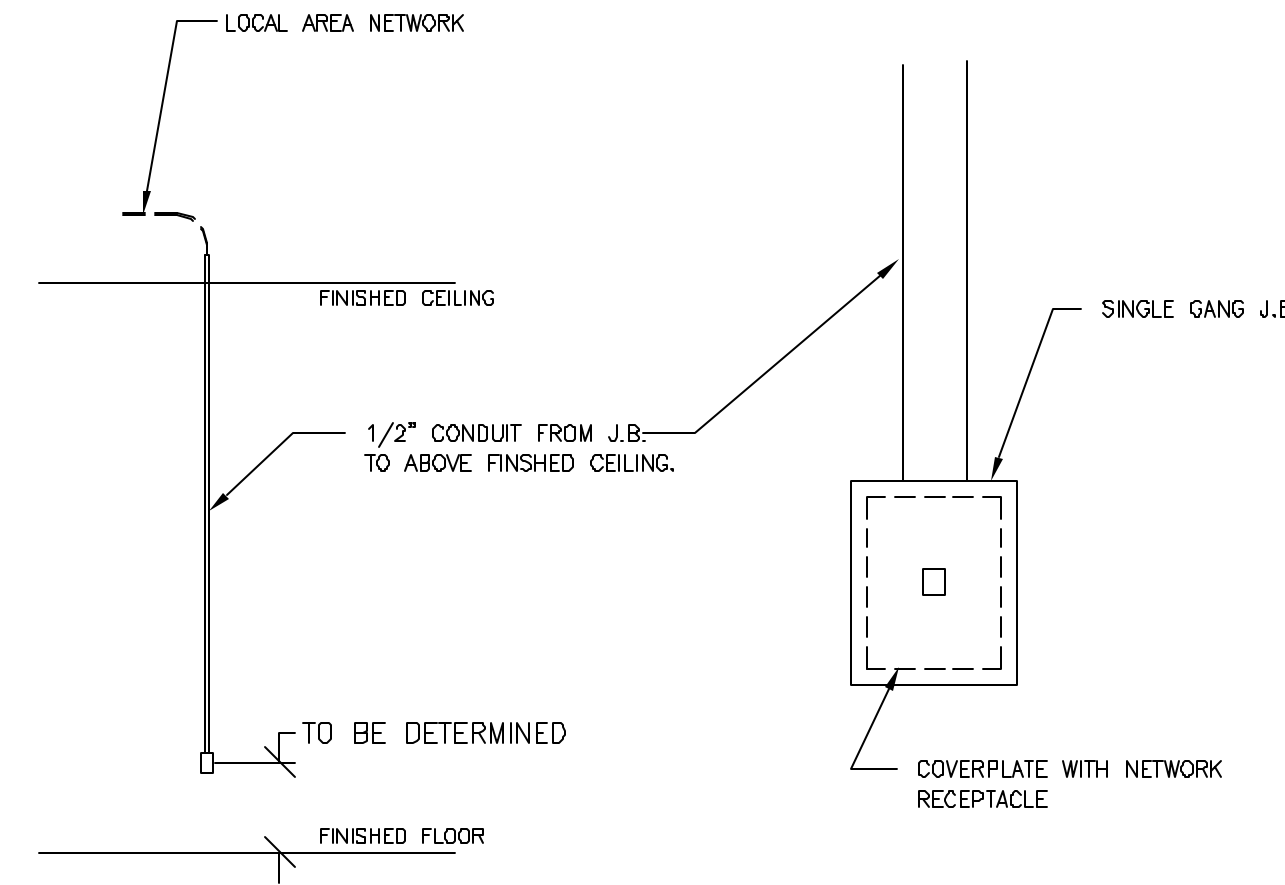 LOCAL AREA NETWORK
FINISHED CEILING
SINGLE GANG J.B
1/2" CONDUIT FROM J.B.
TO ABOVE FINSHED CEILING.
TO BE DETERMINED
COVERPLATE WITH NETWORK
RECEPTACLE
FINISHED FLOOR